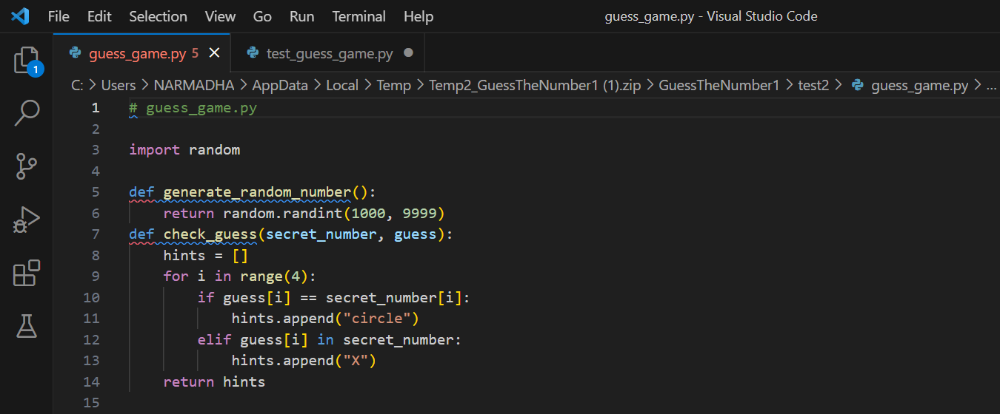 File Edit Selection View Go Run Terminal Help guess_game.py - Visual Studio Code
guess_game.py 5 test_guess_game.py
1
C: > Users > NARMADHA > AppData > Local > Temp > Temp2_GuessTheNumber1 (1).zip > GuessTheNumber1 > test2 > guess_game.py > ...
1 # guess_game.py
2
3 import random
4
5 def generate_random_number():
6     return random.randint(1000, 9999)
7 def check_guess(secret_number, guess):
8     hints = []
9     for i in range(4):
10         if guess[i] == secret_number[i]:
11             hints.append("circle")
12         elif guess[i] in secret_number:
13             hints.append("X")
14     return hints
15